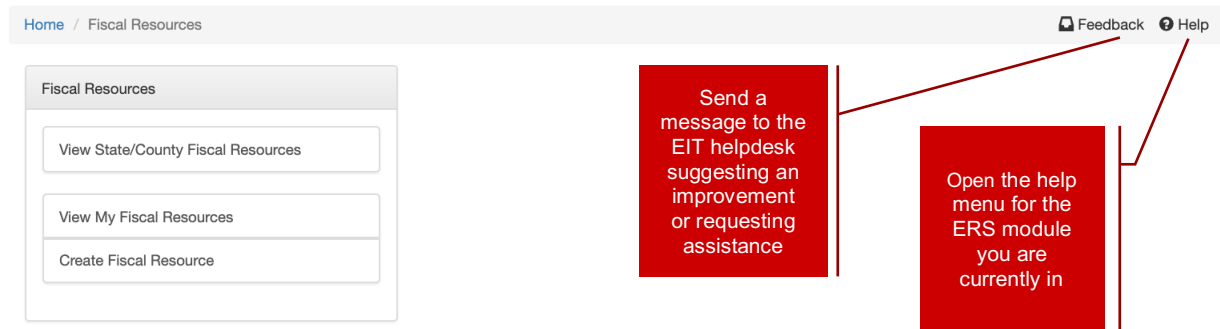 Home / Fiscal Resources
Feedback
Help
Fiscal Resources
View State/County Fiscal Resources
View My Fiscal Resources
Create Fiscal Resource
Send a
message to the
EIT helpdesk
suggesting an
improvement
or requesting
assistance
Open the help
menu for the
ERS module
you are
currently in